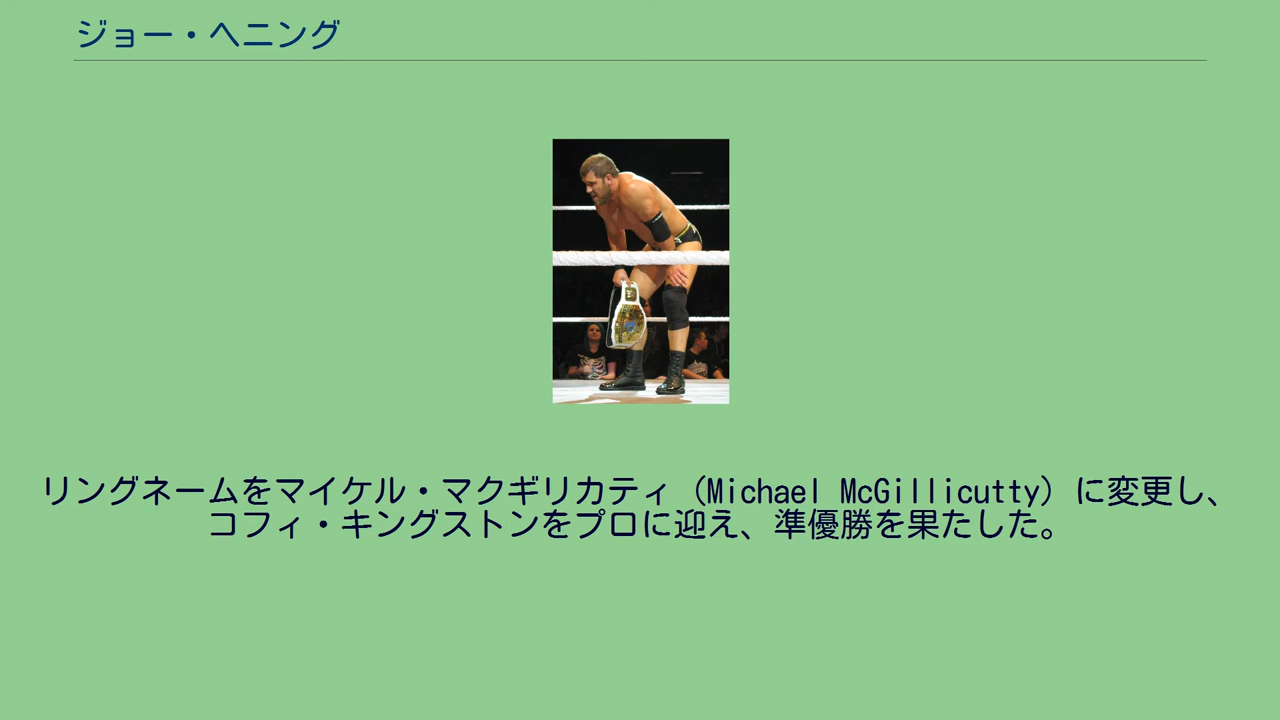 ジョー・ヘニング
リングネームをマイケル・マクギリカティ（Michael McGillicutty）に変更し、
コフィ・キングストンをプロに迎え、準優勝を果たした。